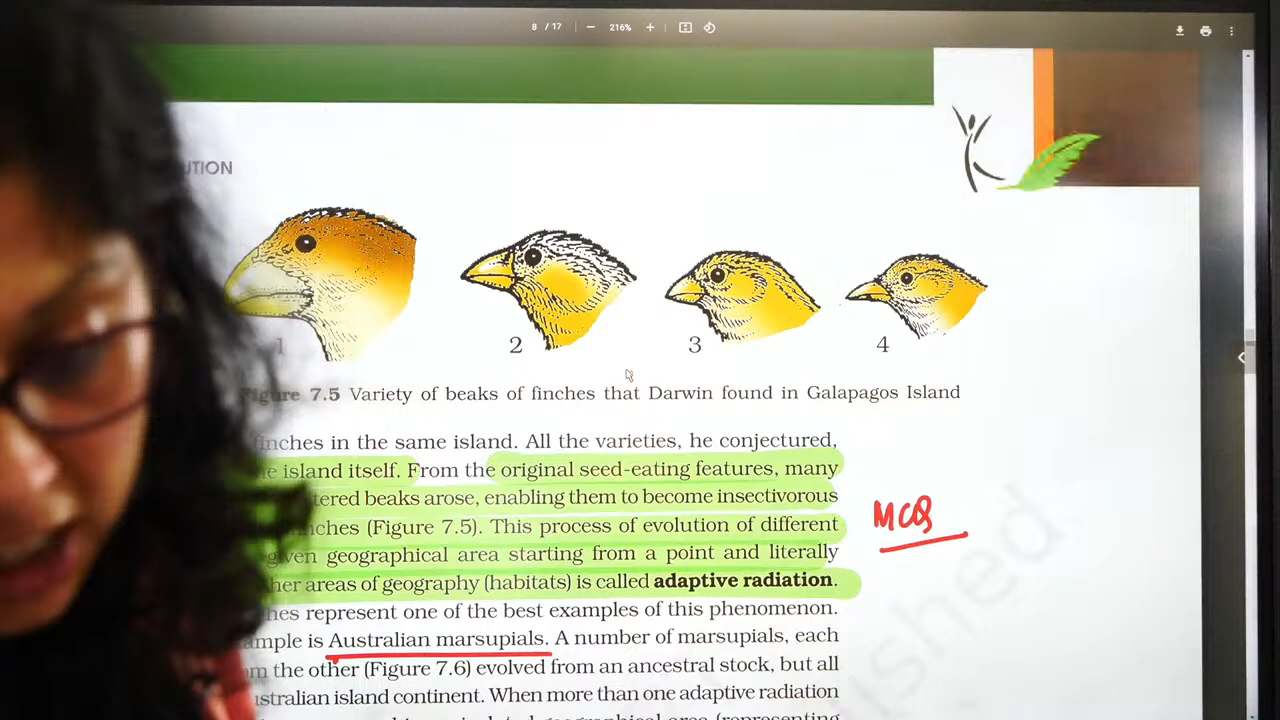 8 / 17 − 216% +
UTION
1 2 3 4
Figure 7.5 Variety of beaks of finches that Darwin found in Galapagos Island
finches in the same island. All the varieties, he conjectured,
island itself. From the original seed-eating features, many
tered beaks arose, enabling them to become insectivorous
nches (Figure 7.5). This process of evolution of different
given geographical area starting from a point and literally
her areas of geography (habitats) is called adaptive radiation.
hes represent one of the best examples of this phenomenon.
ample is Australian marsupials. A number of marsupials, each
m the other (Figure 7.6) evolved from an ancestral stock, but all
ustralian island continent. When more than one adaptive radiation
geographical area (representing
MCQ